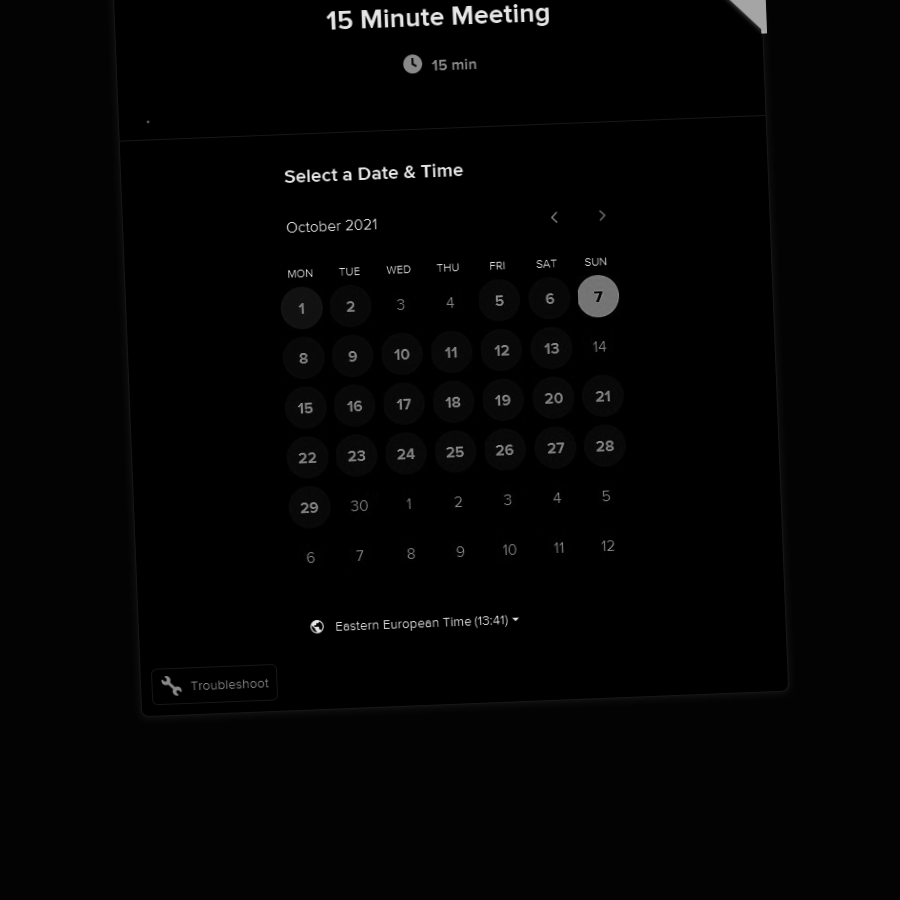 15 Minute Meeting
15 min
Select a Date & Time
October 2021
MON TUE WED THU FRI SAT SUN
1 2 3 4 5 6 7
8 9 10 11 12 13 14
15 16 17 18 19 20 21
22 23 24 25 26 27 28
29 30 1 2 3 4 5
6 7 8 9 10 11 12
Eastern European Time (13:41)
Troubleshoot